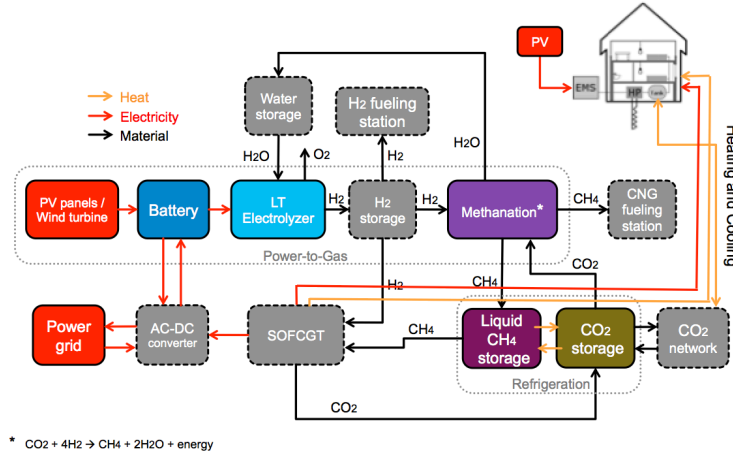 PV
EMS
HP
Tank
Heat
Electricity
Material
Water
storage
H2 fueling
station
H2O
O2
H2
H2O
Heating and Cooling
PV panels /
Wind turbine
Battery
LT
Electrolyzer
H2
H2
storage
H2
Methanation*
CH4
CNG
fueling
station
Power-to-Gas
H2
CH4
CO2
Power
grid
AC-DC
converter
SOFCGT
CH4
Liquid
CH4
storage
CO2
storage
CO2
network
Refrigeration
CO2
* CO2 + 4H2 → CH4 + 2H2O + energy